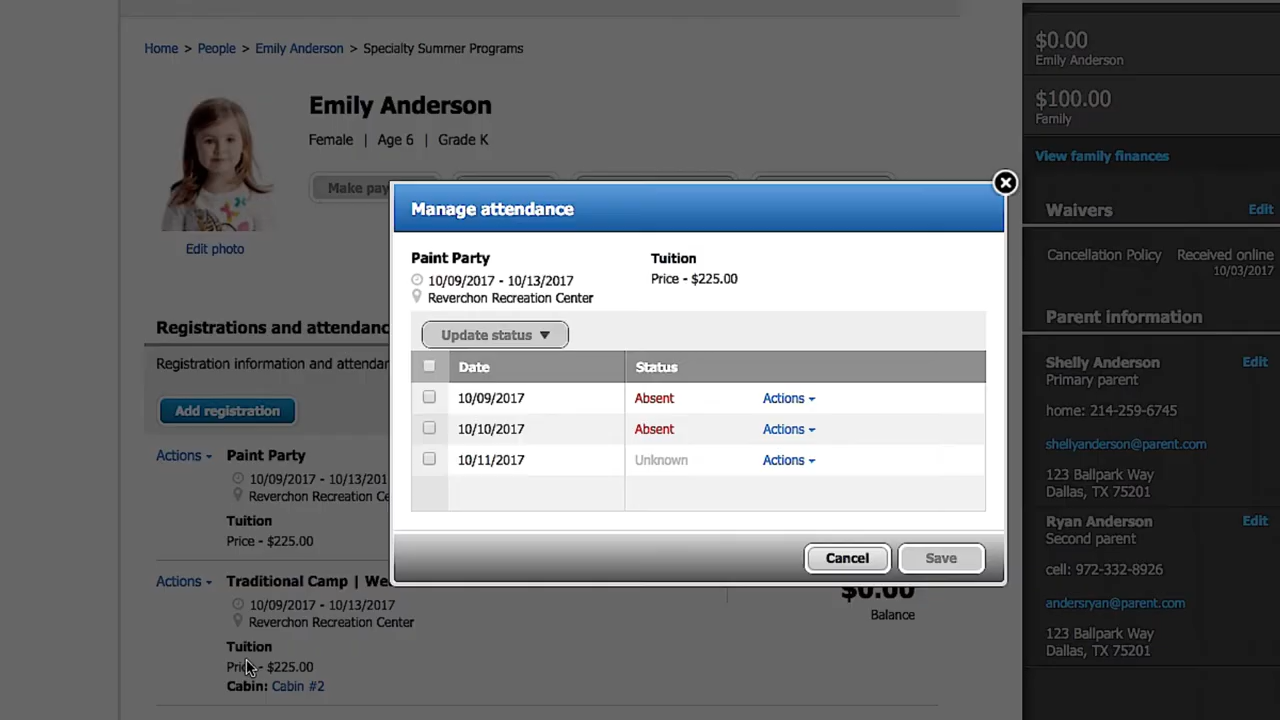 Home > People > Emily Anderson > Specialty Summer Programs
Emily Anderson
Female | Age 6 | Grade K
Make pay
Edit photo
Registrations and attendanc
Registration information and attendar
Add registration
Actions
Paint Party
10/09/2017 - 10/13/201
Reverchon Recreation Ce
Tuition
Price - $225.00
Actions
Traditional Camp | We
10/09/2017 - 10/13/2017
Reverchon Recreation Center
Tuition
Price - $225.00
Cabin: Cabin #2
$0.00
Balance
Manage attendance
Paint Party
10/09/2017 - 10/13/2017
Reverchon Recreation Center
Tuition
Price - $225.00
Update status
Date Status
10/09/2017 Absent Actions
10/10/2017 Absent Actions
10/11/2017 Unknown Actions
Cancel Save
$0.00
Emily Anderson
$100.00
Family
View family finances
Waivers Edit
Cancellation Policy Received online
10/03/2017
Parent information
Shelly Anderson Edit
Primary parent
home: 214-259-6745
shellyanderson@parent.com
123 Ballpark Way
Dallas, TX 75201
Ryan Anderson Edit
Second parent
cell: 972-332-8926
andersryan@parent.com
123 Ballpark Way
Dallas, TX 75201